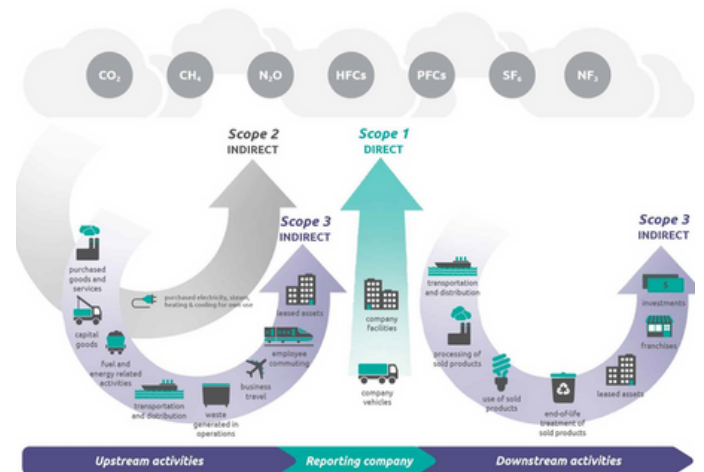 CO₂
CH₄
N₂O
HFCs
PFCs
SF₆
NF₃
Scope 2
INDIRECT
Scope 1
DIRECT
Scope 3
INDIRECT
Scope 3
INDIRECT
purchased
goods and
services
capital
goods
fuel and
energy related
activities
transportation
and distribution
waste
generated in
operations
business
travel
employee
commuting
leased assets
purchased electricity, steam,
heating & cooling for own use
company
facilities
company
vehicles
transportation
and distribution
processing of
sold products
use of sold
products
end-of-life
treatment of
sold products
leased assets
franchises
investments
$
Upstream activities
Reporting company
Downstream activities